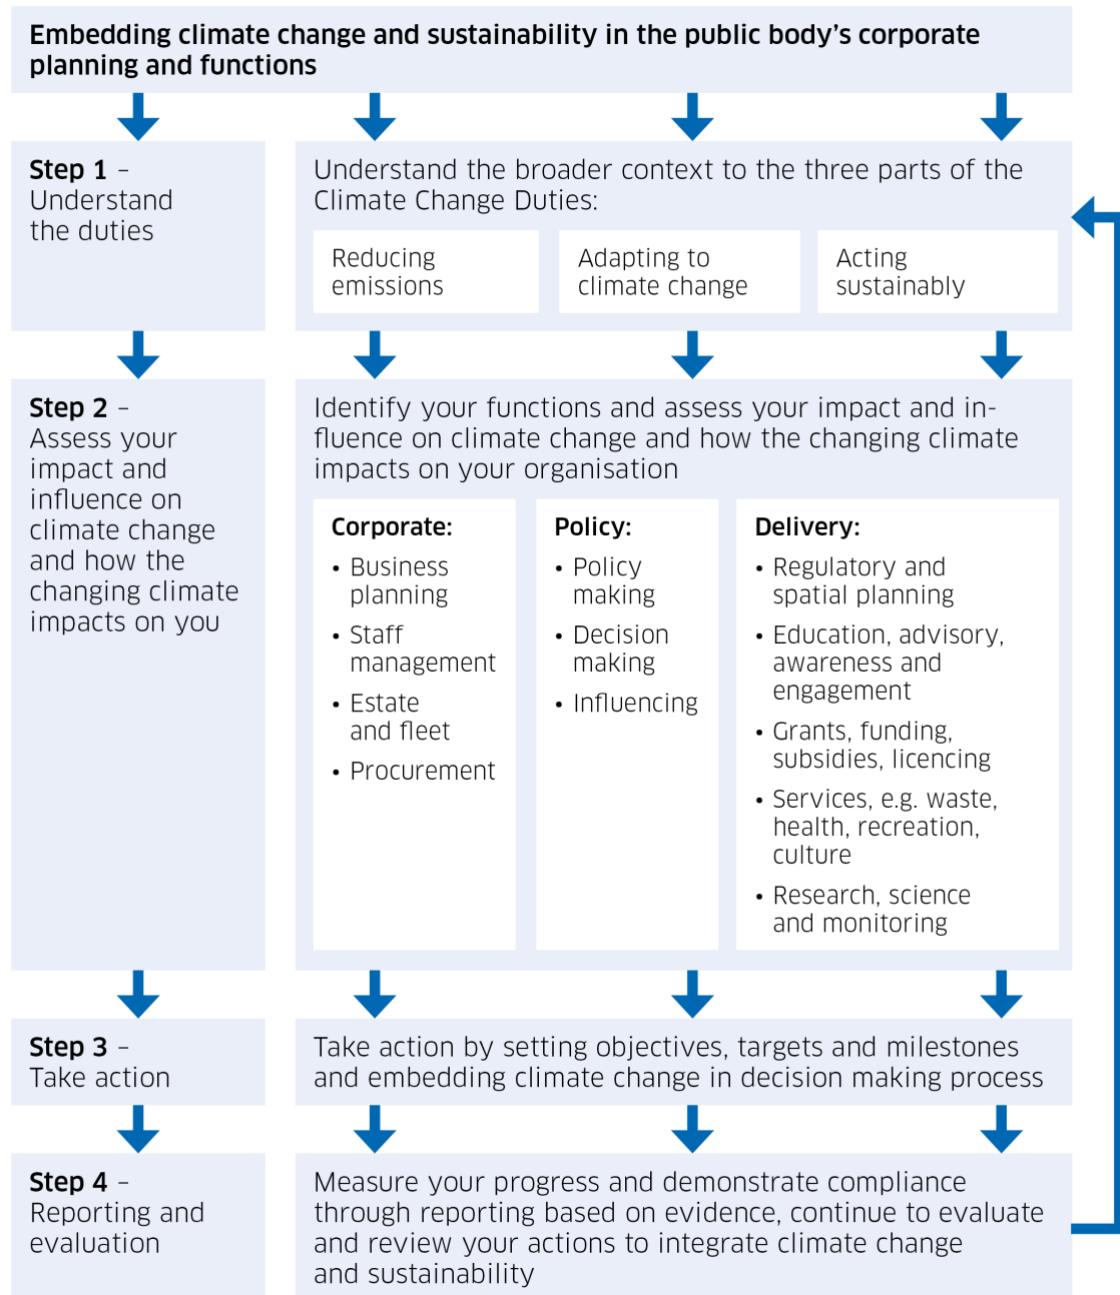 Embedding climate change and sustainability in the public body's corporate
planning and functions
Step 1 –
Understand
the duties
Understand the broader context to the three parts of the
Climate Change Duties:
Reducing
emissions
Adapting to
climate change
Acting
sustainably
Step 2 –
Assess your
impact and
influence on
climate change
and how the
changing climate
impacts on you
Identify your functions and assess your impact and in-
fluence on climate change and how the changing climate
impacts on your organisation
Corporate:
• Business
planning
• Staff
management
• Estate
and fleet
• Procurement
Policy:
• Policy
making
• Decision
making
• Influencing
Delivery:
• Regulatory and
spatial planning
• Education, advisory,
awareness and
engagement
• Grants, funding,
subsidies, licencing
• Services, e.g. waste,
health, recreation,
culture
• Research, science
and monitoring
Step 3 –
Take action
Take action by setting objectives, targets and milestones
and embedding climate change in decision making process
Step 4 –
Reporting and
evaluation
Measure your progress and demonstrate compliance
through reporting based on evidence, continue to evaluate
and review your actions to integrate climate change
and sustainability